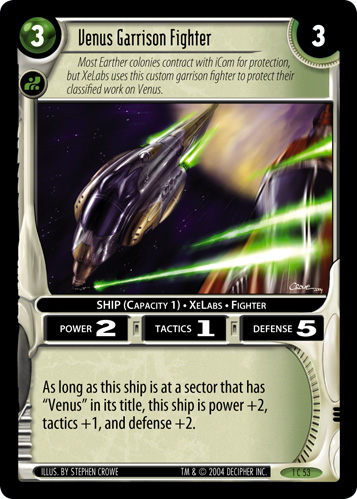 3
Venus Garrison Fighter
3
Most Earther colonies contract with iCom for protection,
but XeLabs uses this custom garrison fighter to protect their
classified work on Venus.
SHIP (CAPACITY 1) • XELABS • FIGHTER
POWER 2
TACTICS 1
DEFENSE 5
As long as this ship is at a sector that has
“Venus” in its title, this ship is power +2,
tactics +1, and defense +2.
ILLUS. BY STEPHEN CROWE
TM & © 2004 DECIPHER INC.
1 C 53